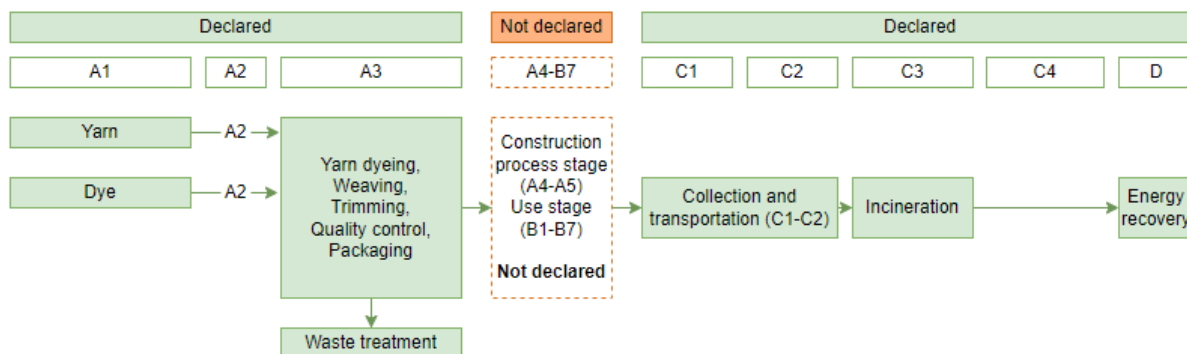 Declared
Not declared
Declared
A1
A2
A3
A4-B7
C1
C2
C3
C4
D
Yarn
A2
Dye
A2
Yarn dyeing,
Weaving,
Trimming,
Quality control,
Packaging
Waste treatment
Construction
process stage
(A4-A5)
Use stage
(B1-B7)
Not declared
Collection and
transportation (C1-C2)
Incineration
Energy
recovery